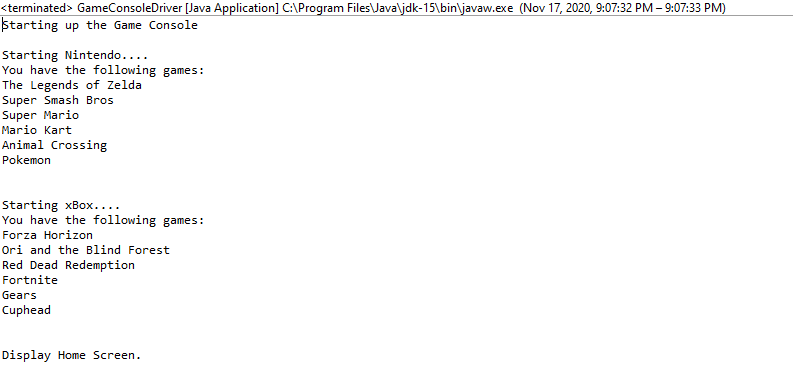 <terminated> GameConsoleDriver [Java Application] C:\Program Files\Java\jdk-15\bin\javaw.exe  (Nov 17, 2020, 9:07:32 PM – 9:07:33 PM)
Starting up the Game Console
Starting Nintendo....
You have the following games:
The Legends of Zelda
Super Smash Bros
Super Mario
Mario Kart
Animal Crossing
Pokemon
Starting xBox....
You have the following games:
Forza Horizon
Ori and the Blind Forest
Red Dead Redemption
Fortnite
Gears
Cuphead
Display Home Screen.